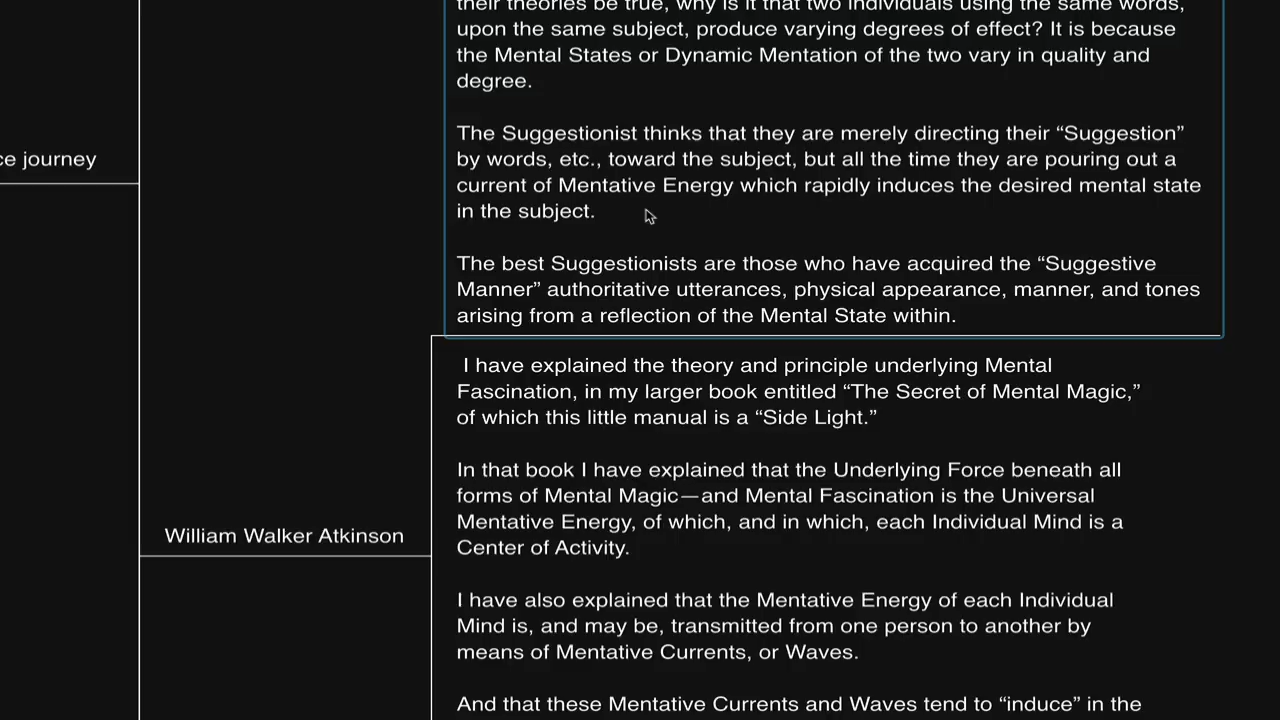 their theories be true, why is it that two individuals using the same words,
upon the same subject, produce varying degrees of effect? It is because
the Mental States or Dynamic Mentation of the two vary in quality and
degree.
The Suggestionist thinks that they are merely directing their “Suggestion”
by words, etc., toward the subject, but all the time they are pouring out a
current of Mentative Energy which rapidly induces the desired mental state
in the subject.
The best Suggestionists are those who have acquired the “Suggestive
Manner” authoritative utterances, physical appearance, manner, and tones
arising from a reflection of the Mental State within.
ce journey
I have explained the theory and principle underlying Mental
Fascination, in my larger book entitled “The Secret of Mental Magic,”
of which this little manual is a “Side Light.”
In that book I have explained that the Underlying Force beneath all
forms of Mental Magic—and Mental Fascination is the Universal
Mentative Energy, of which, and in which, each Individual Mind is a
Center of Activity.
I have also explained that the Mentative Energy of each Individual
Mind is, and may be, transmitted from one person to another by
means of Mentative Currents, or Waves.
And that these Mentative Currents and Waves tend to “induce” in the
William Walker Atkinson